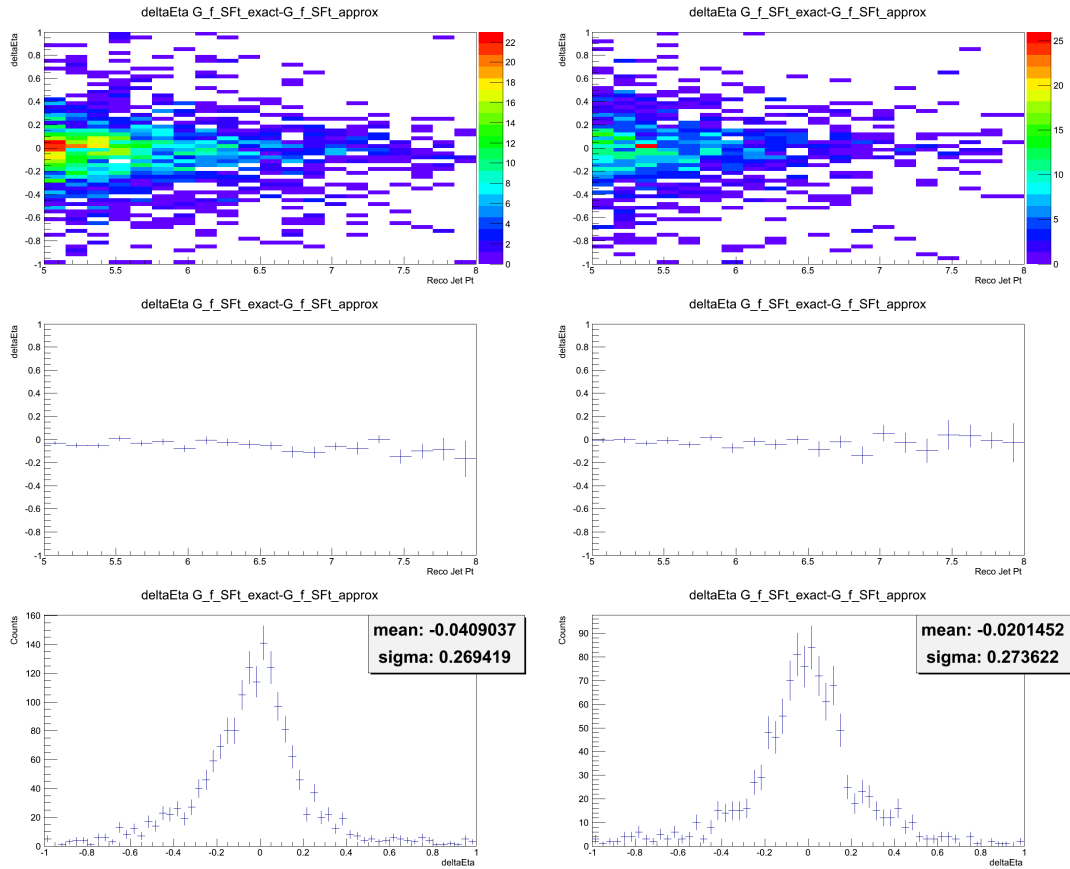 deltaEta G_f_SFt_exact-G_f_SFt_approx
deltaEta
1
0.8
0.6
0.4
0.2
0
-0.2
-0.4
-0.6
-0.8
-1
5 5.5 6 6.5 7 7.5 8
Reco Jet Pt
22
20
18
16
14
12
10
8
6
4
2
0
deltaEta G_f_SFt_exact-G_f_SFt_approx
deltaEta
1
0.8
0.6
0.4
0.2
0
-0.2
-0.4
-0.6
-0.8
-1
5 5.5 6 6.5 7 7.5 8
Reco Jet Pt
25
20
15
10
5
0
deltaEta G_f_SFt_exact-G_f_SFt_approx
deltaEta
1
0.8
0.6
0.4
0.2
0
-0.2
-0.4
-0.6
-0.8
-1
5 5.5 6 6.5 7 7.5 8
Reco Jet Pt
deltaEta G_f_SFt_exact-G_f_SFt_approx
deltaEta
1
0.8
0.6
0.4
0.2
0
-0.2
-0.4
-0.6
-0.8
-1
5 5.5 6 6.5 7 7.5 8
Reco Jet Pt
deltaEta G_f_SFt_exact-G_f_SFt_approx
Counts
160
140
120
100
80
60
40
20
0
mean: -0.0409037
sigma: 0.269419
-1 -0.8 -0.6 -0.4 -0.2 0 0.2 0.4 0.6 0.8 1
deltaEta
deltaEta G_f_SFt_exact-G_f_SFt_approx
Counts
90
80
70
60
50
40
30
20
10
0
mean: -0.0201452
sigma: 0.273622
-1 -0.8 -0.6 -0.4 -0.2 0 0.2 0.4 0.6 0.8 1
deltaEta